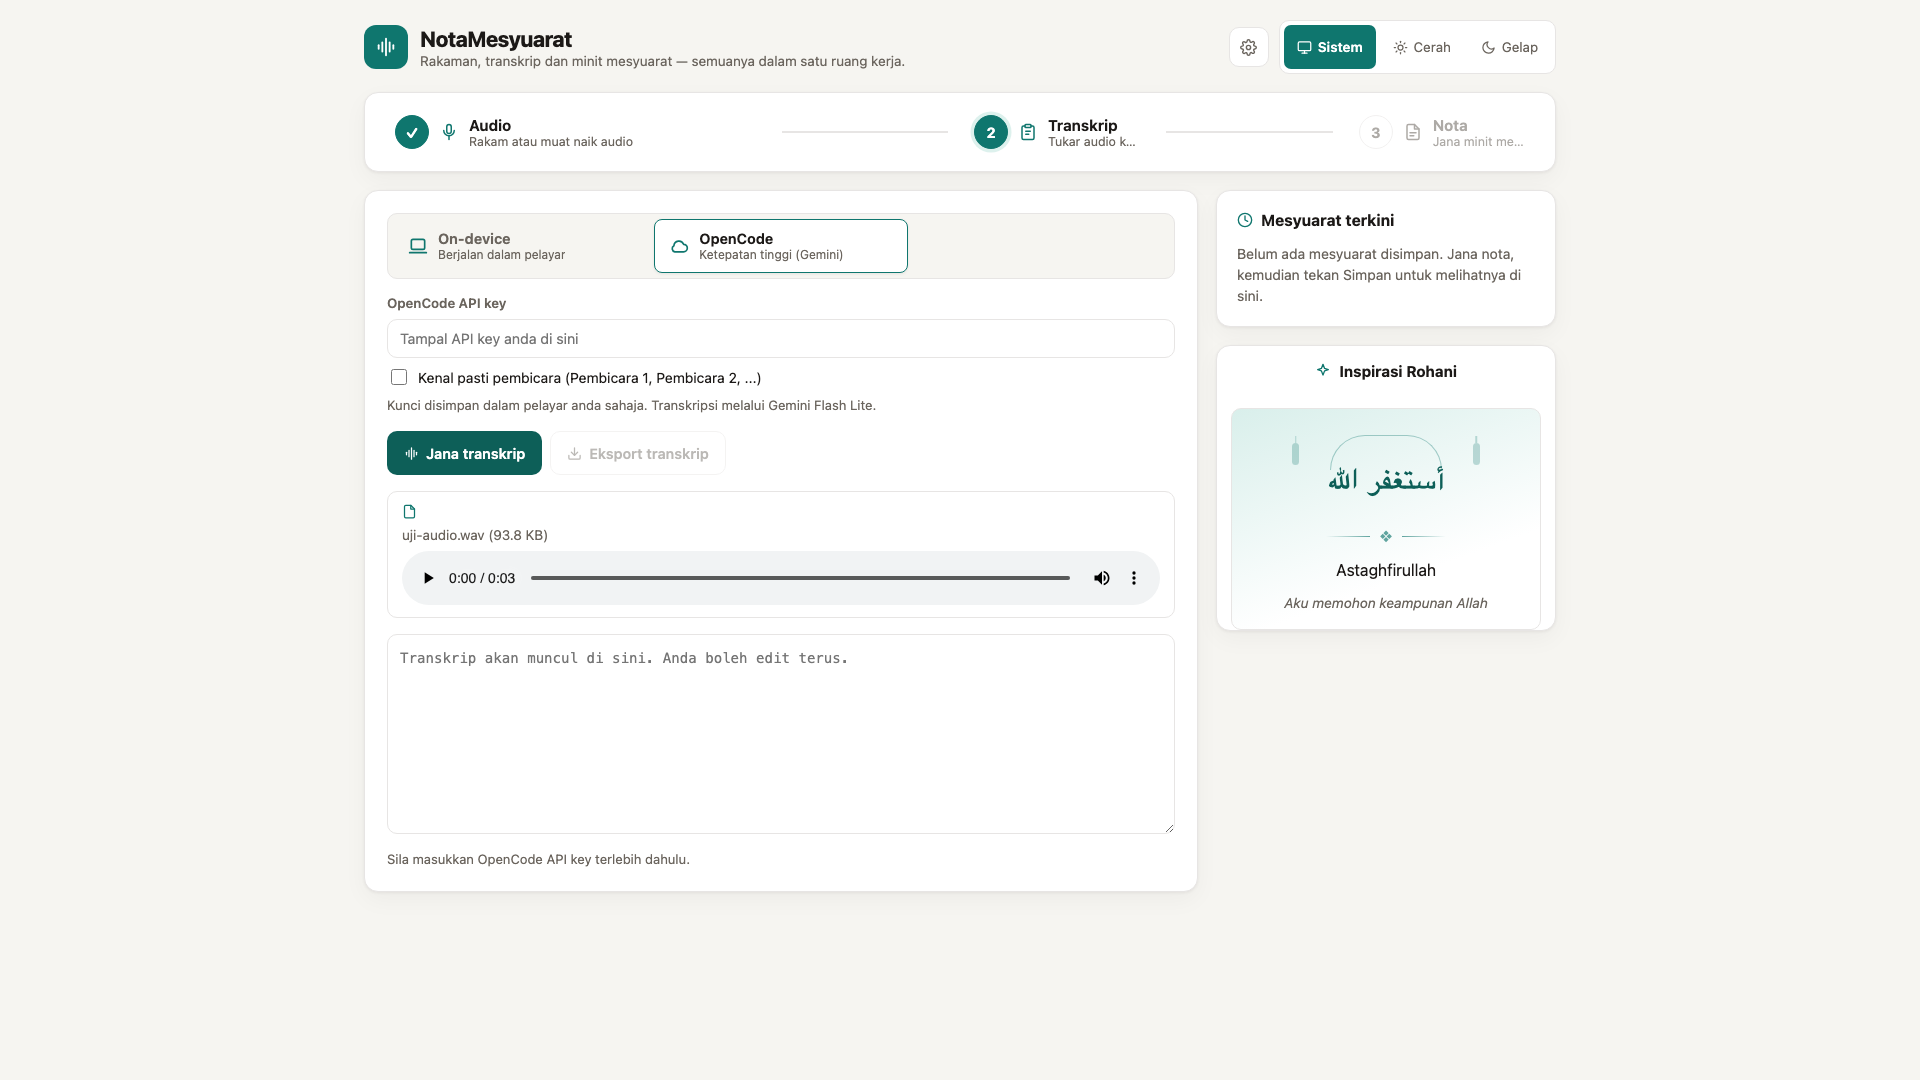 NotaMesyuarat
Rakaman, transkrip dan minit mesyuarat — semuanya dalam satu ruang kerja.
Sistem
Cerah
Gelap
Audio
Rakam atau muat naik audio
2
Transkrip
Tukar audio k...
3
Nota
Jana minit me...
On-device
Berjalan dalam pelayar
OpenCode
Ketepatan tinggi (Gemini)
OpenCode API key
Tampal API key anda di sini
Kenal pasti pembicara (Pembicara 1, Pembicara 2, ...)
Kunci disimpan dalam pelayar anda sahaja. Transkripsi melalui Gemini Flash Lite.
Jana transkrip
Eksport transkrip
uji-audio.wav (93.8 KB)
0:00 / 0:03
Transkrip akan muncul di sini. Anda boleh edit terus.
Sila masukkan OpenCode API key terlebih dahulu.
Mesyuarat terkini
Belum ada mesyuarat disimpan. Jana nota,
kemudian tekan Simpan untuk melihatnya di
sini.
Inspirasi Rohani
أستغفر الله
Astaghfirullah
Aku memohon keampunan Allah